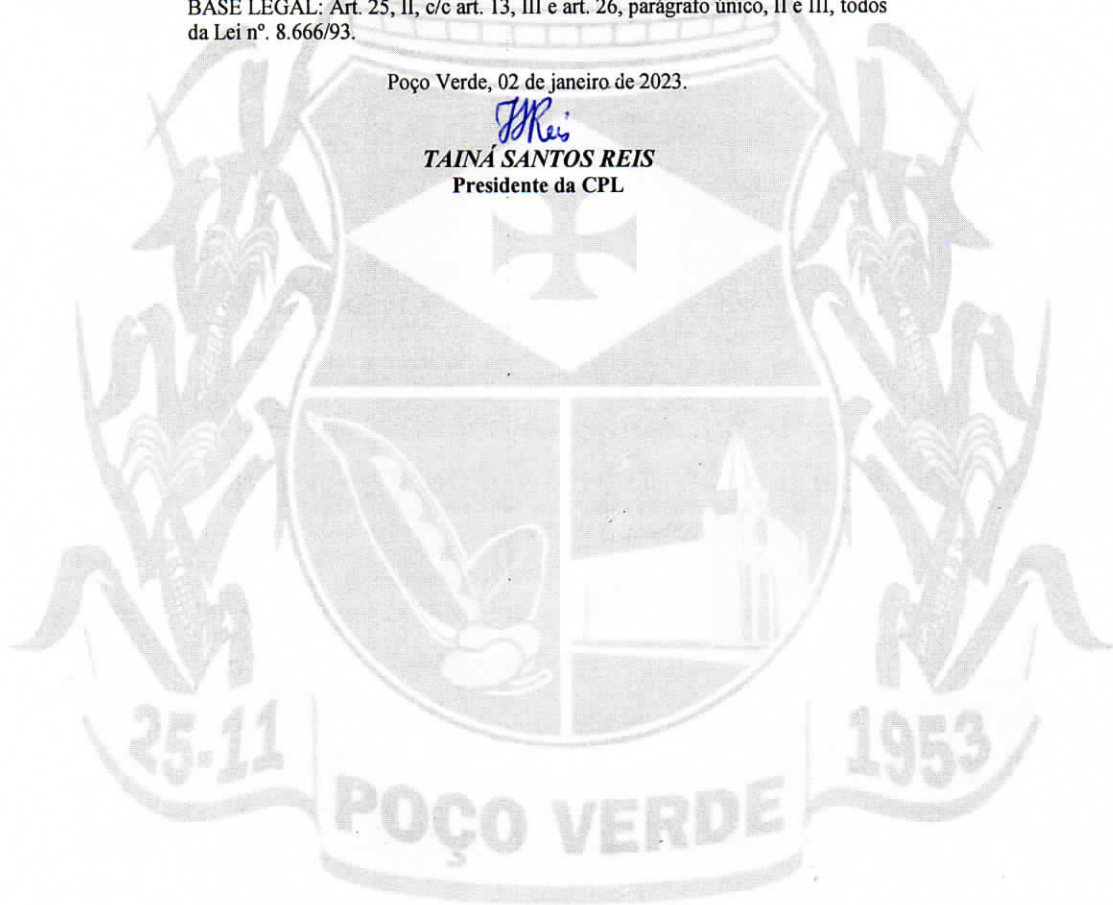 BASE LEGAL: Art. 25, II, c/c art. 13, III e art. 26, parágrafo único, II e III, todos
da Lei nº. 8.666/93.
Poço Verde, 02 de janeiro de 2023.
TSReis
TAINÁ SANTOS REIS
Presidente da CPL
25-11
1953
POÇO VERDE